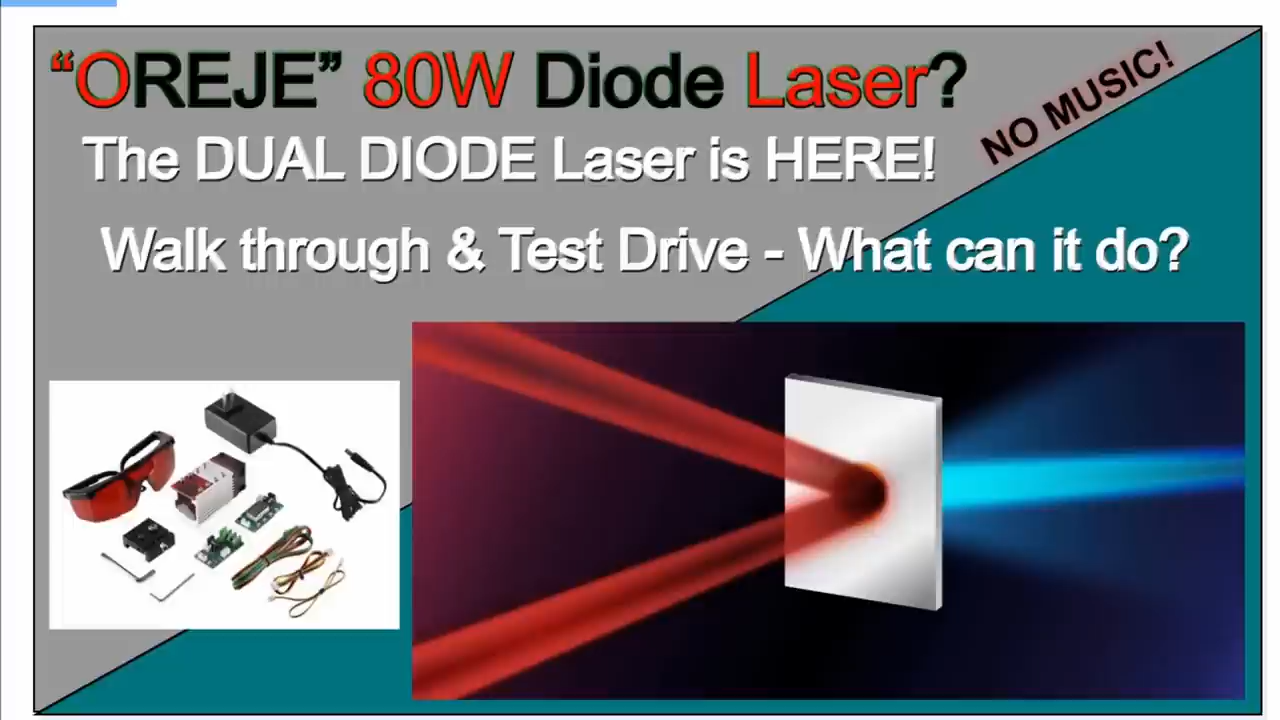 “OREJE” 80W Diode Laser?
NO MUSIC!
The DUAL DIODE Laser is HERE!
Walk through & Test Drive - What can it do?